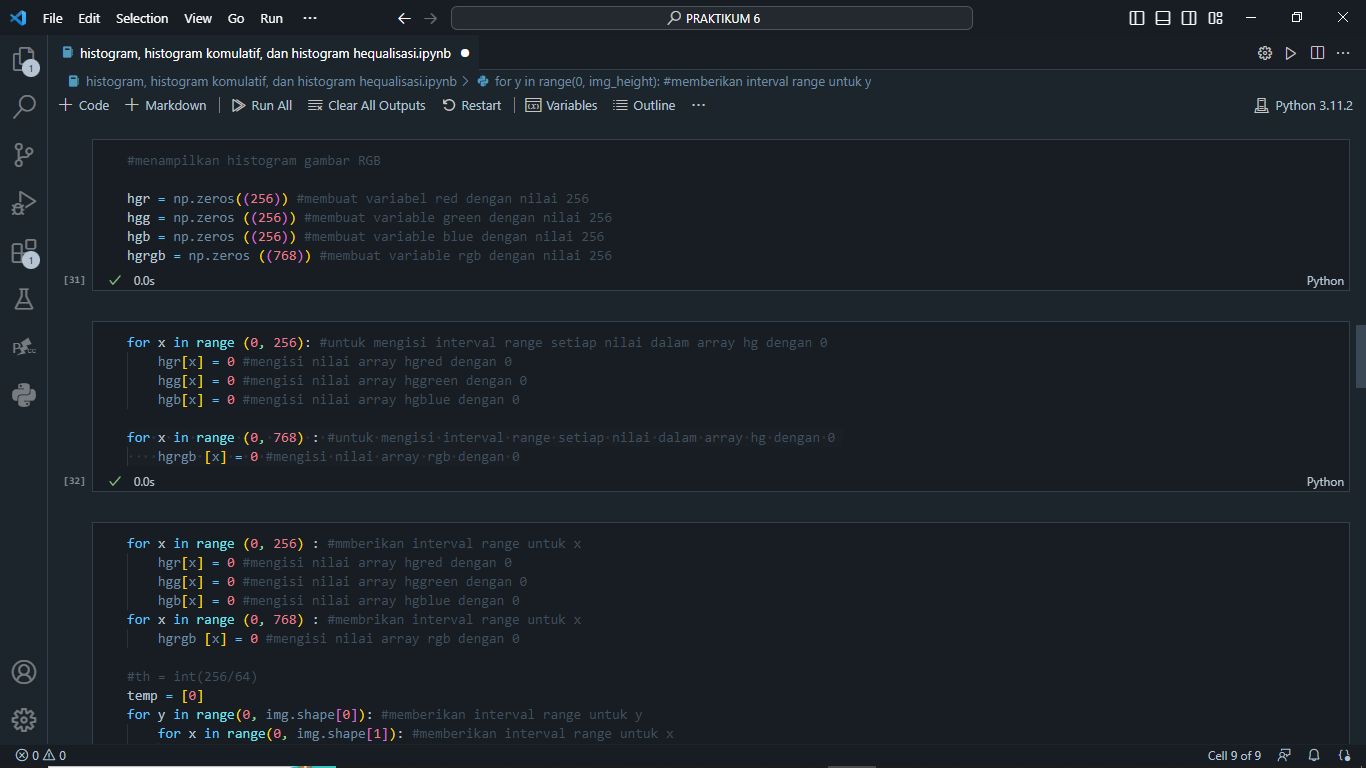 File Edit Selection View Go Run ··· PRAKTIKUM 6
histogram, histogram komulatif, dan histogram hequalisasi.ipynb
histogram, histogram komulatif, dan histogram hequalisasi.ipynb > for y in range(0, img_height): #memberikan interval range untuk y
+ Code + Markdown | Run All Clear All Outputs Restart | Variables Outline ··· Python 3.11.2
1
1
#menampilkan histogram gambar RGB
hgr = np.zeros((256)) #membuat variabel red dengan nilai 256
hgg = np.zeros ((256)) #membuat variable green dengan nilai 256
hgb = np.zeros ((256)) #membuat variable blue dengan nilai 256
hgrgb = np.zeros ((768)) #membuat variable rgb dengan nilai 256
[31] ✓ 0.0s Python
for x in range (0, 256): #untuk mengisi interval range setiap nilai dalam array hg dengan 0
hgr[x] = 0 #mengisi nilai array hgred dengan 0
hgg[x] = 0 #mengisi nilai array hggreen dengan 0
hgb[x] = 0 #mengisi nilai array hgblue dengan 0
for x in range (0, 768) : #untuk mengisi interval range setiap nilai dalam array hg dengan 0
hgrgb [x] = 0 #mengisi nilai array rgb dengan 0
[32] ✓ 0.0s Python
for x in range (0, 256) : #mmberikan interval range untuk x
hgr[x] = 0 #mengisi nilai array hgred dengan 0
hgg[x] = 0 #mengisi nilai array hggreen dengan 0
hgb[x] = 0 #mengisi nilai array hgblue dengan 0
for x in range (0, 768) : #membrikan interval range untuk x
hgrgb [x] = 0 #mengisi nilai array rgb dengan 0
#th = int(256/64)
temp = [0]
for y in range(0, img.shape[0]): #memberikan interval range untuk y
for x in range(0, img.shape[1]): #memberikan interval range untuk x
0 0 Cell 9 of 9